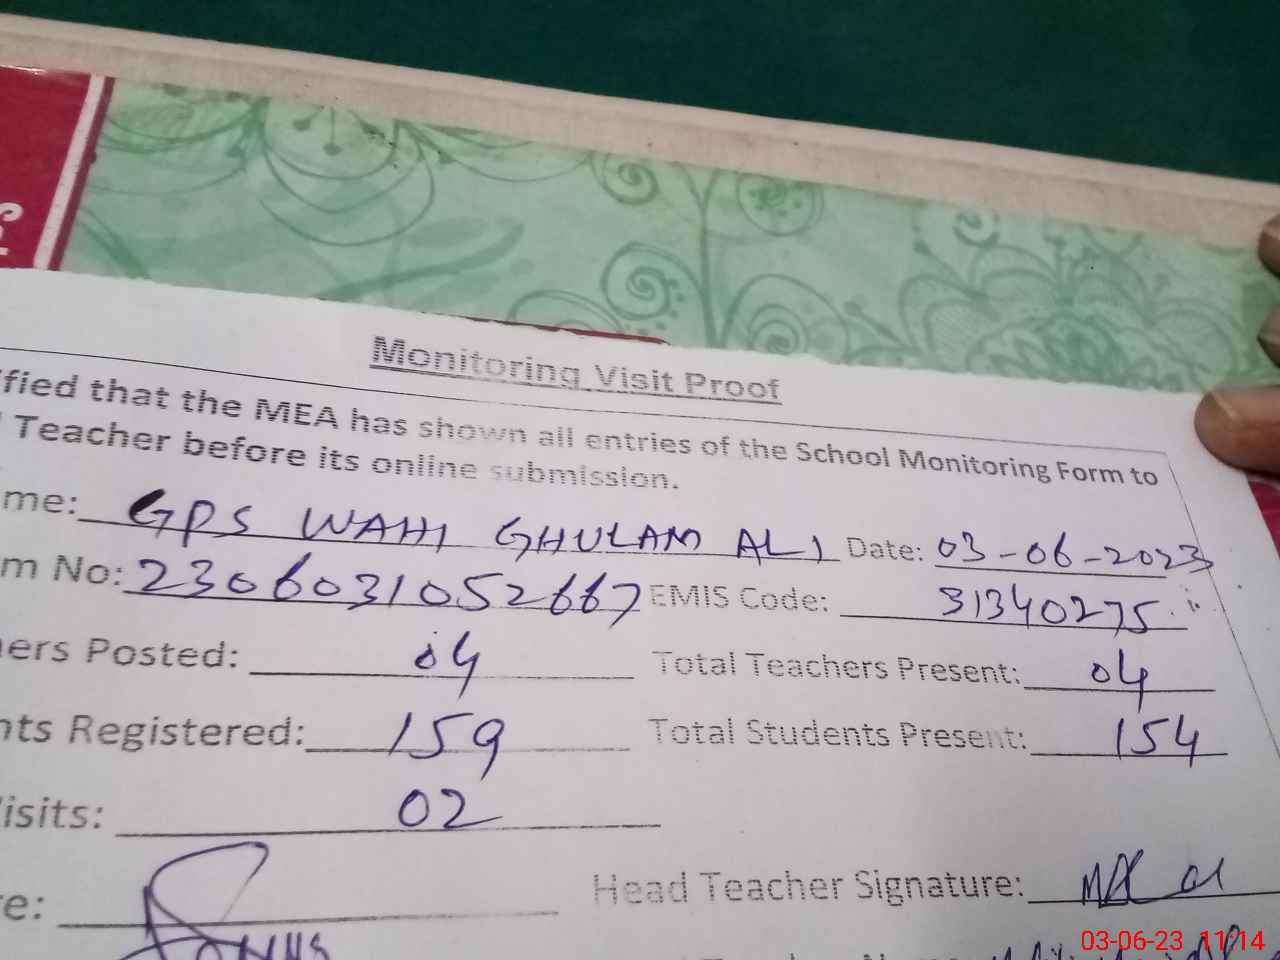 Monitoring Visit Proof
ified that the MEA has shown all entries of the School Monitoring Form to
Teacher before its online submission.
me: GPS WAHI GHULAM ALI Date: 03-06-2023
m No: 2306031052667 EMIS Code: 31340275
ers Posted: 04 Total Teachers Present: 04
nts Registered: 159 Total Students Present: 154
isits: 02
e: Head Teacher Signature:
03-06-23 11:14